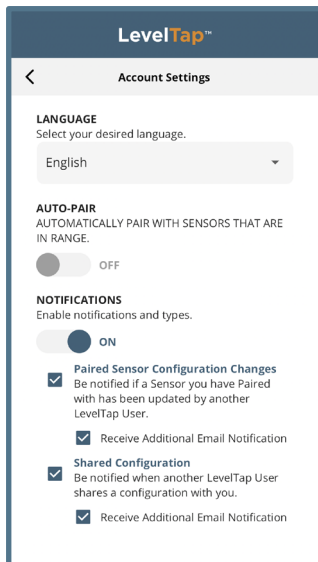 LevelTap™
Account Settings
LANGUAGE
Select your desired language.
English
AUTO-PAIR
AUTOMATICALLY PAIR WITH SENSORS THAT ARE
IN RANGE.
OFF
NOTIFICATIONS
Enable notifications and types.
ON
Paired Sensor Configuration Changes
Be notified if a Sensor you have Paired
with has been updated by another
LevelTap User.
Receive Additional Email Notification
Shared Configuration
Be notified when another LevelTap User
shares a configuration with you.
Receive Additional Email Notification